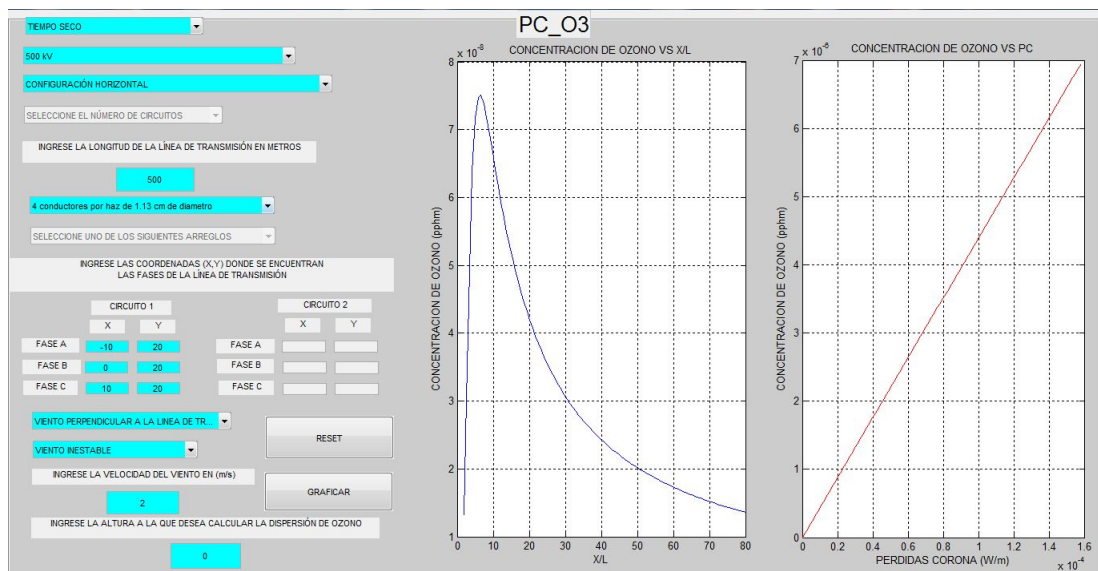 PC_O3
TIEMPO SECO
500 kV
CONFIGURACIÓN HORIZONTAL
SELECCIONE EL NÚMERO DE CIRCUITOS
INGRESE LA LONGITUD DE LA LÍNEA DE TRANSMISIÓN EN METROS
500
4 conductores por haz de 1.13 cm de diametro
SELECCIONE UNO DE LOS SIGUIENTES ARREGLOS
INGRESE LAS COORDENADAS (X,Y) DONDE SE ENCUENTRAN
LAS FASES DE LA LÍNEA DE TRANSMISIÓN
CIRCUITO 1
X Y
FASE A -10 20
FASE B 0 20
FASE C 10 20
CIRCUITO 2
X Y
FASE A
FASE B
FASE C
VIENTO PERPENDICULAR A LA LINEA DE TR...
VIENTO INESTABLE
INGRESE LA VELOCIDAD DEL VIENTO EN (m/s)
2
INGRESE LA ALTURA A LA QUE DESEA CALCULAR LA DISPERSIÓN DE OZONO
0
RESET
GRAFICAR
CONCENTRACION DE OZONO VS X/L
x 10-8
8
7
6
5
4
3
2
1
CONCENTRACION DE OZONO (pphm)
0 10 20 30 40 50 60 70 80
X/L
CONCENTRACION DE OZONO VS PC
x 10-6
7
6
5
4
3
2
1
0
CONCENTRACION DE OZONO (pphm)
0 0.2 0.4 0.6 0.8 1 1.2 1.4 1.6
PERDIDAS CORONA (W/m)
x 10-4